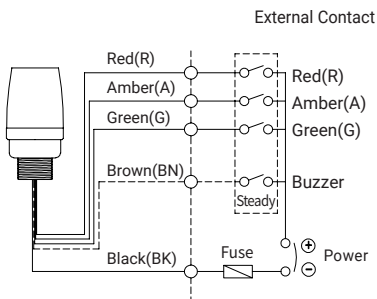 External Contact
Red(R)
Red(R)
Amber(A)
Amber(A)
Green(G)
Green(G)
Brown(BN)
Buzzer
Steady
Black(BK)
Fuse
+
Power
−